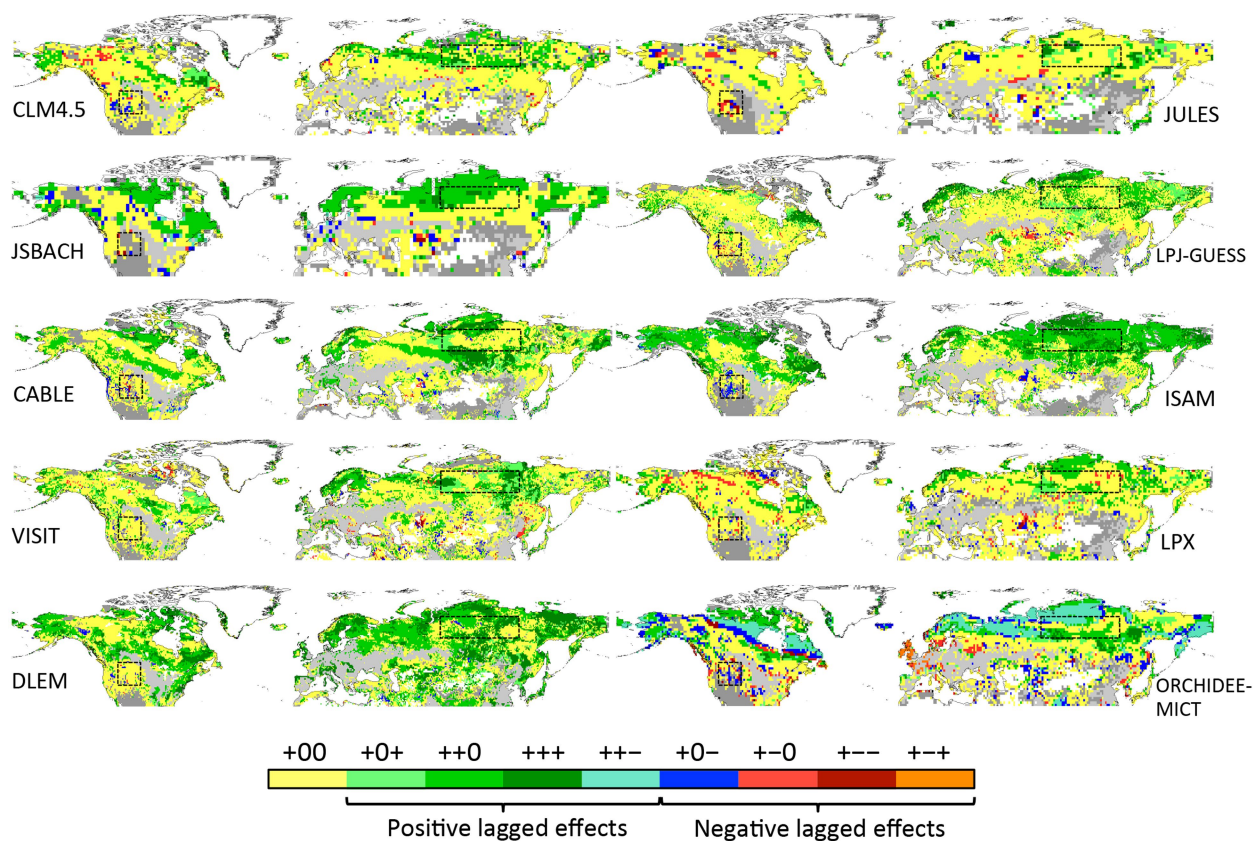 CLM4.5
JULES
JSBACH
LPJ-GUESS
CABLE
ISAM
VISIT
LPX
DLEM
ORCHIDEE-
MICT
+00 +0+ ++0 +++ ++− +0− +−0 +−− +−+
Positive lagged effects Negative lagged effects